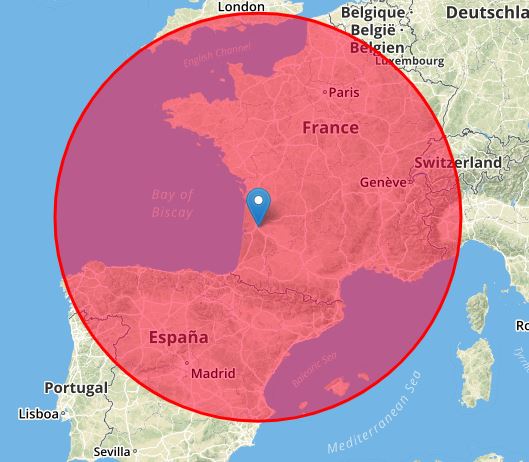 London
Belgique ·
België ·
Belgien
Deutschla
English Channel
Luxembourg
Paris
France
Switzerland
Genève
Bay of
Biscay
España
Madrid
Balearic Sea
Portugal
Lisboa
Sevilla
Mediterranean Sea
Ro
Tyrr